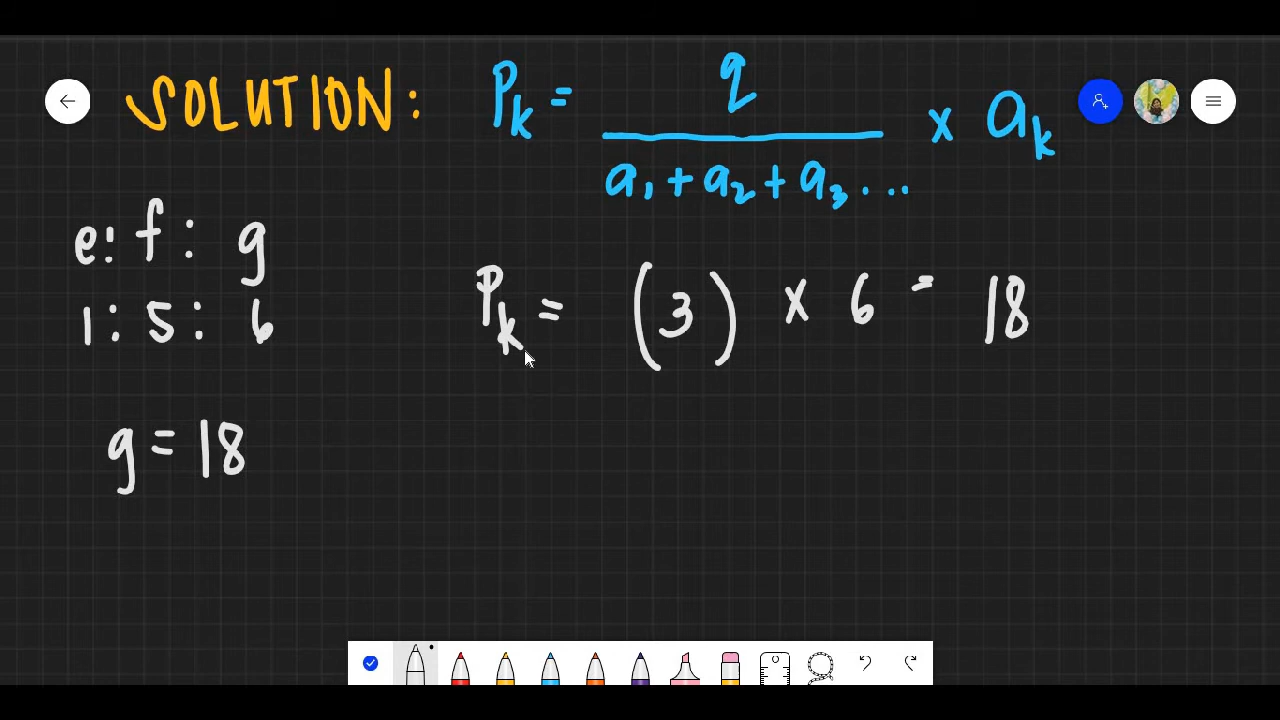 SOLUTION:
Pk = q / a1 + a2 + a3 ... x ak
e: f: g
1: 5: 6
Pk = (3) x 6 = 18
g = 18